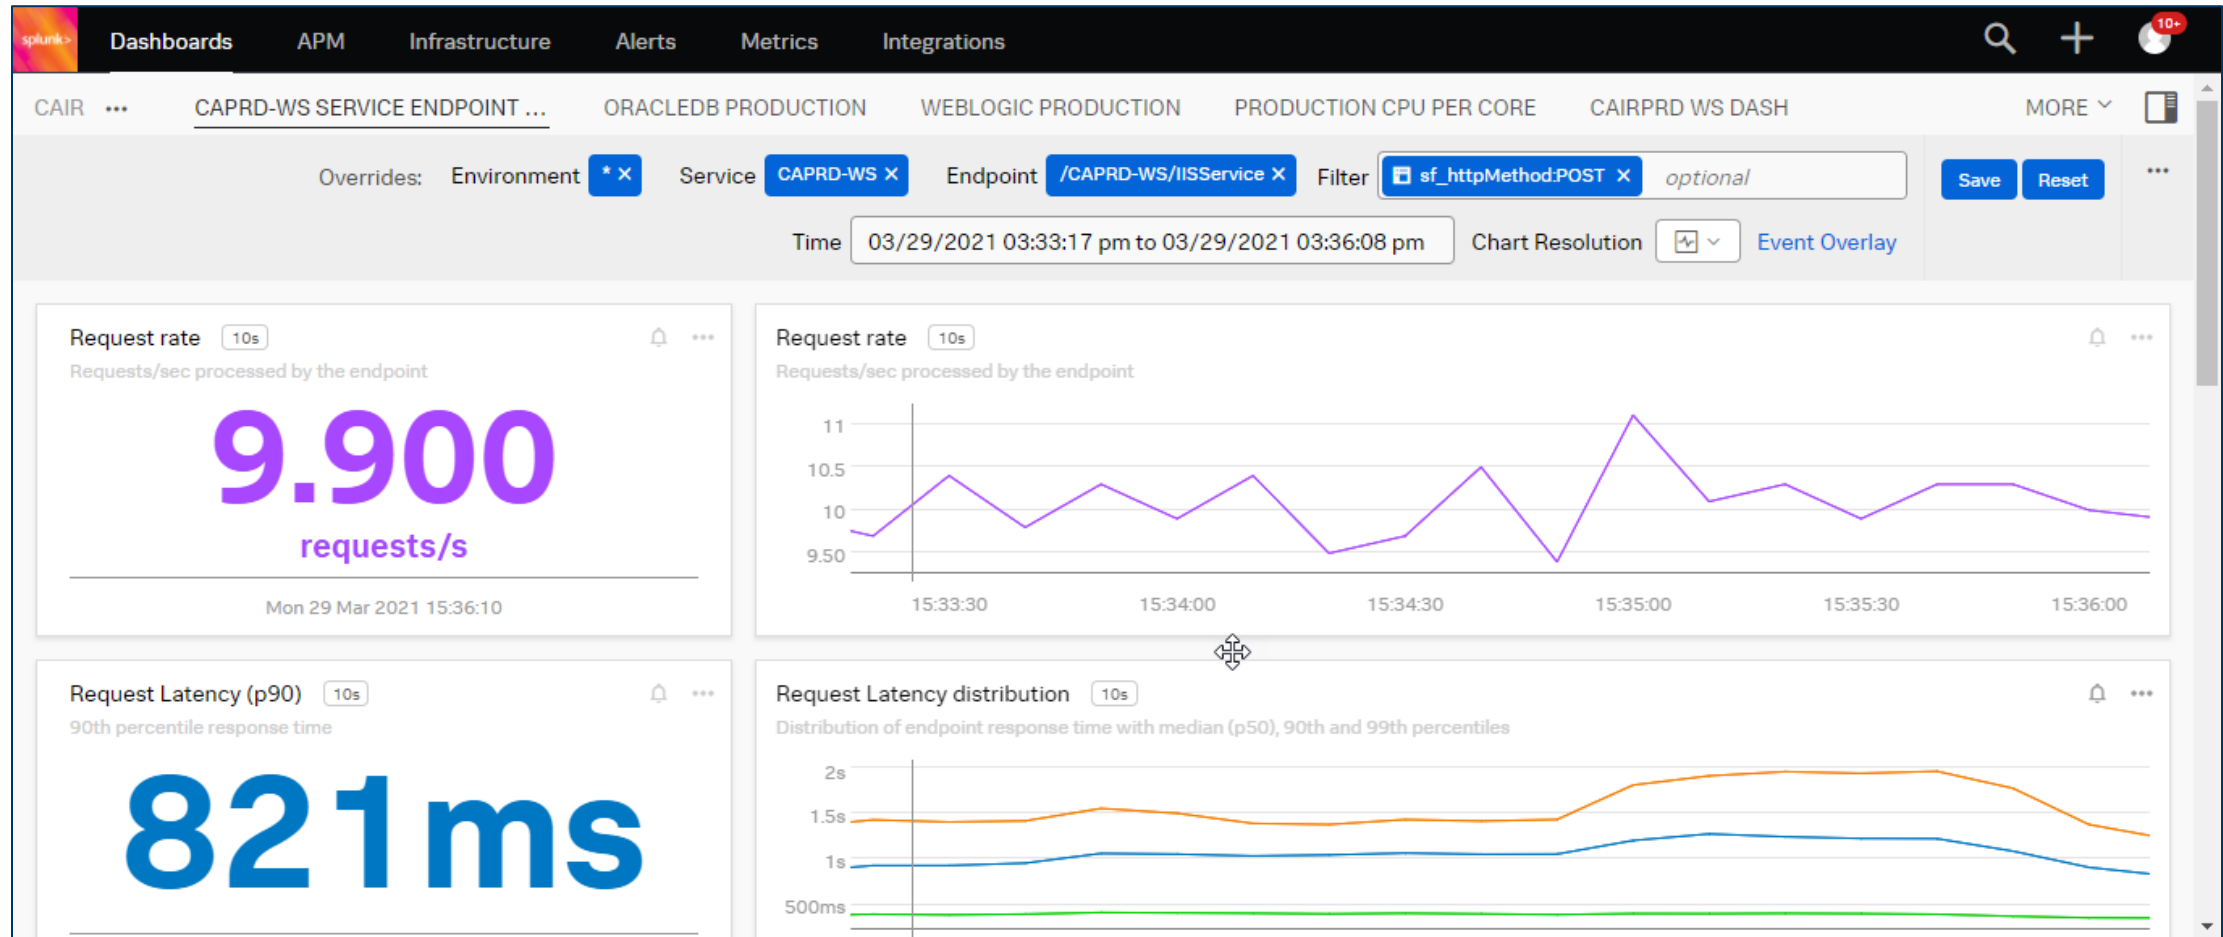 splunk>
Dashboards APM Infrastructure Alerts Metrics Integrations 10+
CAIR ••• CAPRD-WS SERVICE ENDPOINT ... ORACLEDB PRODUCTION WEBLOGIC PRODUCTION PRODUCTION CPU PER CORE CAIRPRD WS DASH MORE
Overrides: Environment * × Service CAPRD-WS × Endpoint /CAPRD-WS/IISService × Filter sf_httpMethod:POST × optional Save Reset •••
Time 03/29/2021 03:33:17 pm to 03/29/2021 03:36:08 pm Chart Resolution Event Overlay
Request rate 10s
Requests/sec processed by the endpoint
9.900
requests/s
Mon 29 Mar 2021 15:36:10
Request rate 10s
Requests/sec processed by the endpoint
11
10.5
10
9.50
15:33:30 15:34:00 15:34:30 15:35:00 15:35:30 15:36:00
Request Latency (p90) 10s
90th percentile response time
821ms
Request Latency distribution 10s
Distribution of endpoint response time with median (p50), 90th and 99th percentiles
2s
1.5s
1s
500ms